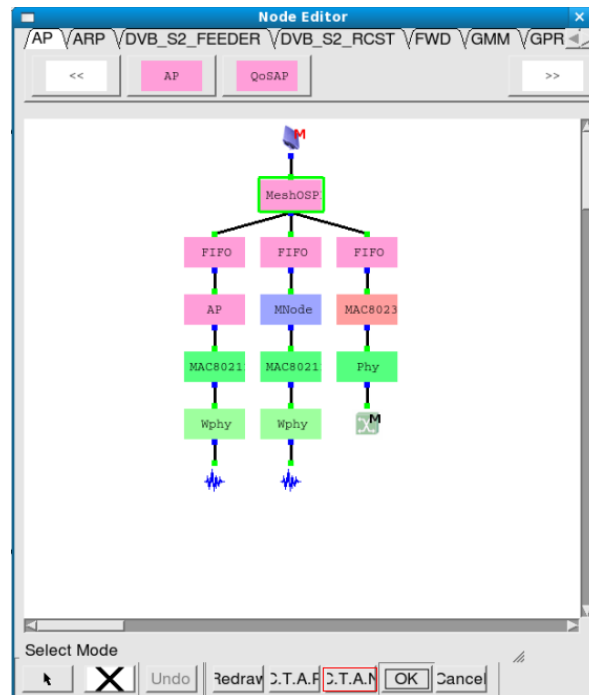 Node Editor
AP ARP DVB_S2_FEEDER DVB_S2_RCST FWD GMM GPR
<< AP QoSAP >>
M
MeshOSP
FIFO FIFO FIFO
AP MNode MAC8023
MAC8021 MAC8021 Phy
Wphy Wphy M
Select Mode
Undo Redraw C.T.A.F C.T.A.N OK Cancel